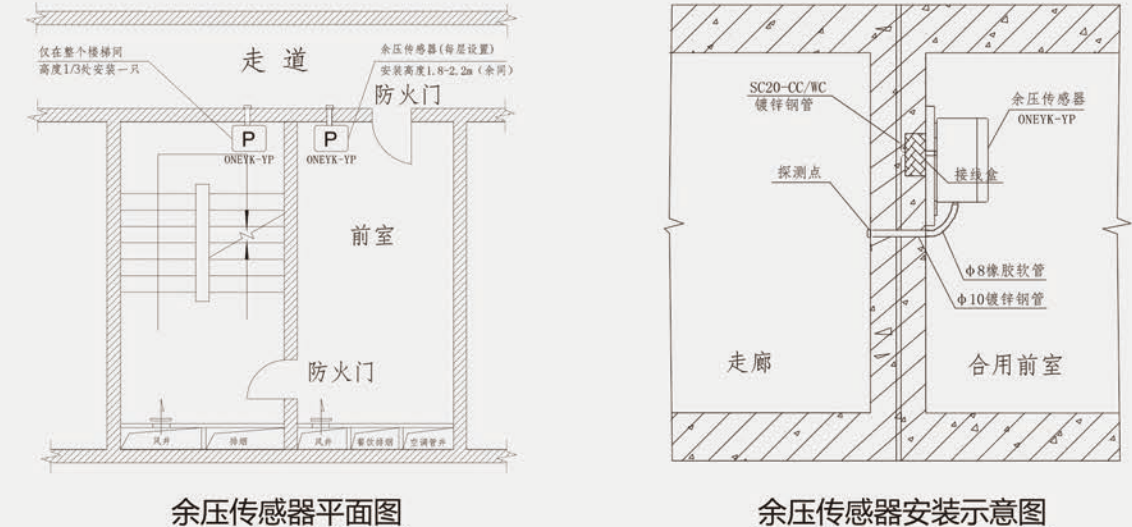 仅在整个楼梯间
高度1/3处安装一只
走道
余压传感器(每层设置)
安装高度1.8-2.2m(余同)
防火门
P
ONEYK-YP
P
ONEYK-YP
前室
防火门
风井
排烟
风井
餐饮排烟
空调管井
余压传感器平面图
SC20-CC/WC
镀锌钢管
余压传感器
ONEYK-YP
接线盒
探测点
φ8橡胶软管
φ10镀锌钢管
走廊
合用前室
余压传感器安装示意图